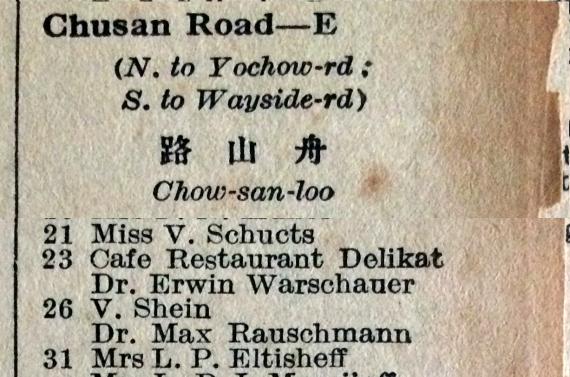 Chusan Road—E
(N. to Yochow-rd;
S. to Wayside-rd)
路山舟
Chow-san-loo
21 Miss V. Schucts
23 Cafe Restaurant Delikat
Dr. Erwin Warschauer
26 V. Shein
Dr. Max Rauschmann
31 Mrs L. P. Eltisheff